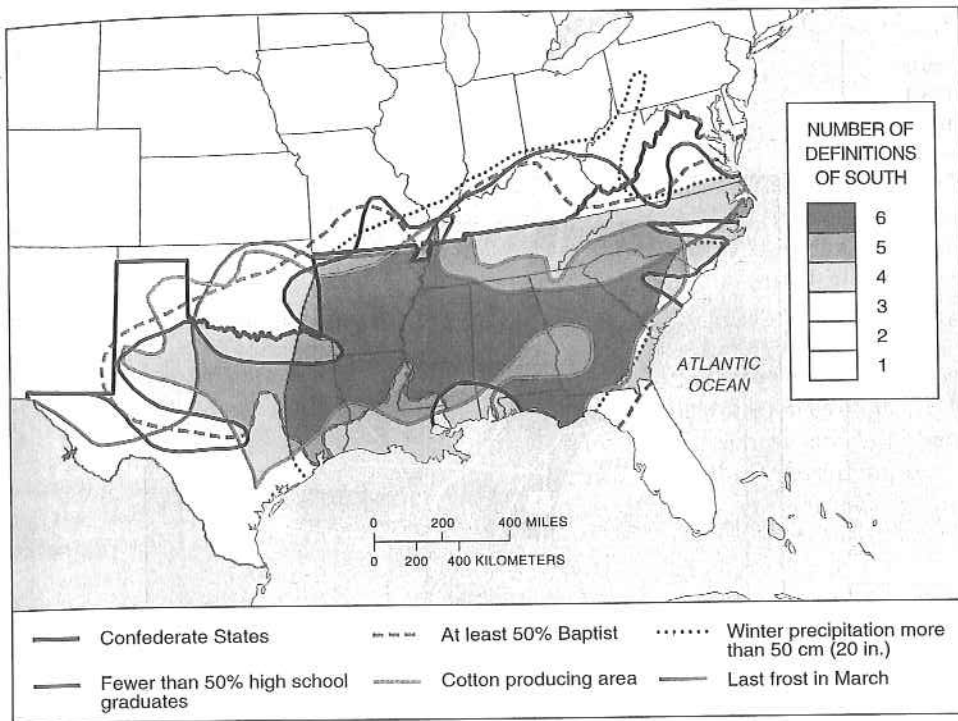 NUMBER OF
DEFINITIONS
OF SOUTH
6
5
4
3
2
1
ATLANTIC
OCEAN
0 200 400 MILES
0 200 400 KILOMETERS
Confederate States
At least 50% Baptist
Winter precipitation more
than 50 cm (20 in.)
Fewer than 50% high school
graduates
Cotton producing area
Last frost in March